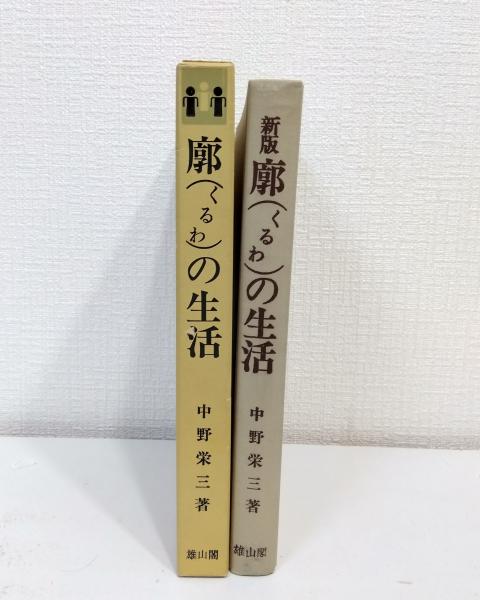 廓(くるわ)の生活
中野栄三著
雄山閣
新版 廓(くるわ)の生活
中野栄三著
雄山閣